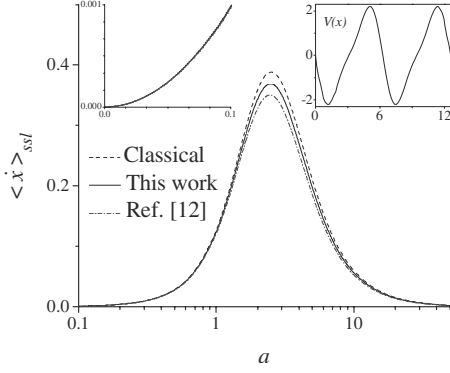 0.001
0.000
0.0
0.1
V(x)
2
0
-2
0
6
12
0.4
0.2
0.0
< ẋ >ssl
Classical
This work
Ref. [12]
0.1
1
10
a